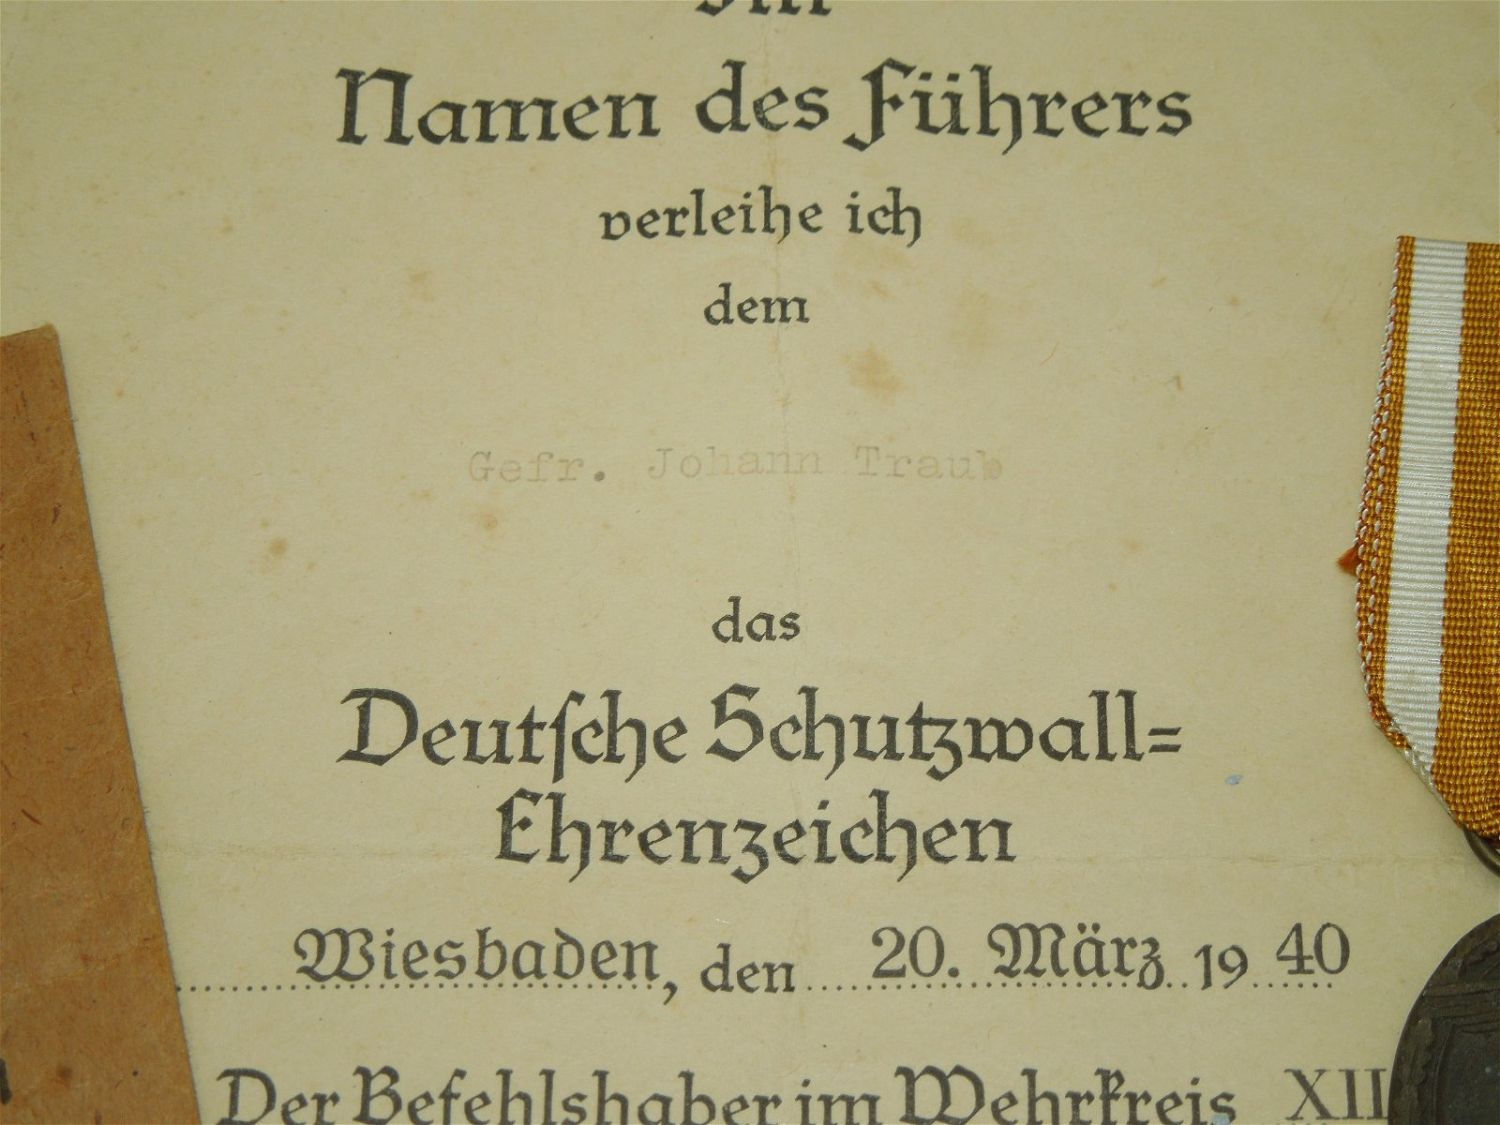 Im
Namen des Führers
verleihe ich
dem
Gefr. Johann Traub
das
Deutsche Schutzwall=
Ehrenzeichen
Wiesbaden, den 20. März 1940
Der Befehlshaber im Wehrkreis XII